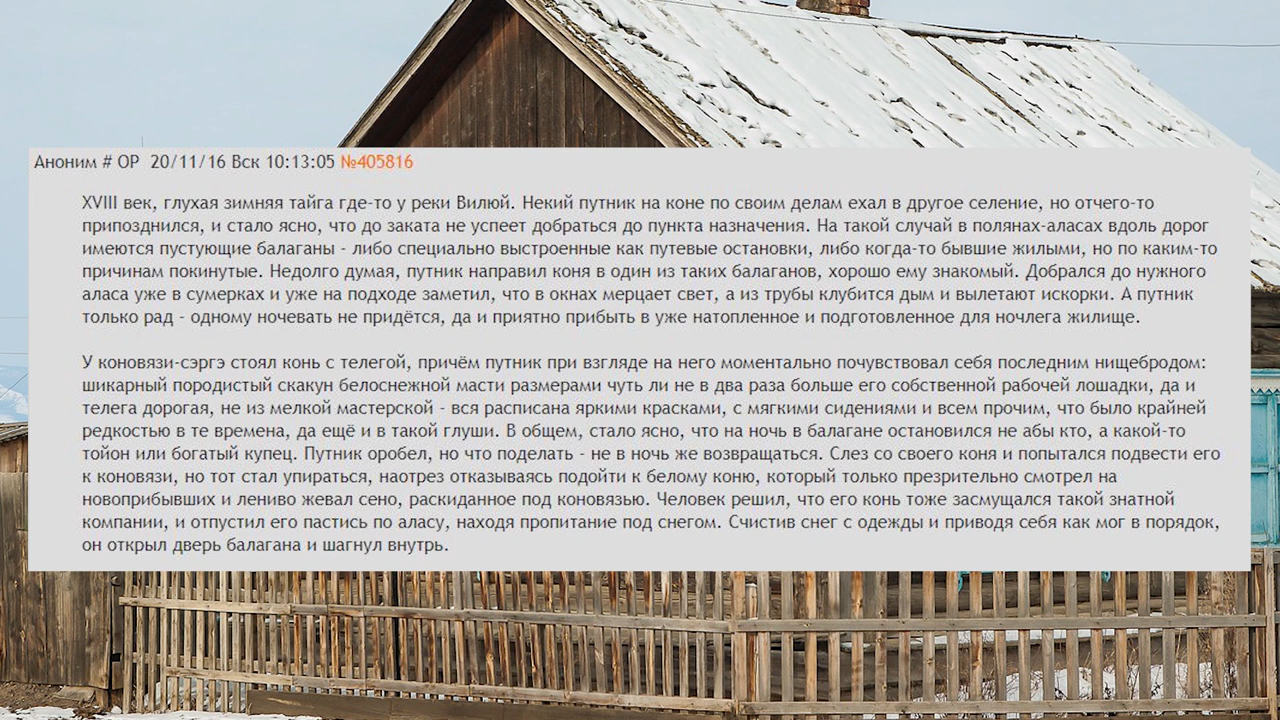 Аноним # OP 20/11/16 Вск 10:13:05 №405816
XVIII век, глухая зимняя тайга где-то у реки Вилюй. Некий путник на коне по своим делам ехал в другое селение, но отчего-то
припозднился, и стало ясно, что до заката не успеет добраться до пункта назначения. На такой случай в полянах-аласах вдоль дорог
имеются пустующие балаганы - либо специально выстроенные как путевые остановки, либо когда-то бывшие жилыми, но по каким-то
причинам покинутые. Недолго думая, путник направил коня в один из таких балаганов, хорошо ему знакомый. Добрался до нужного
аласа уже в сумерках и уже на подходе заметил, что в окнах мерцает свет, а из трубы клубится дым и вылетают искорки. А путник
только рад - одному ночевать не придётся, да и приятно прибыть в уже натопленное и подготовленное для ночлега жилище.
У коновязи-сэргэ стоял конь с телегой, причём путник при взгляде на него моментально почувствовал себя последним нищебродом:
шикарный породистый скакун белоснежной масти размерами чуть ли не в два раза больше его собственной рабочей лошадки, да и
телега дорогая, не из мелкой мастерской - вся расписана яркими красками, с мягкими сидениями и всем прочим, что было крайней
редкостью в те времена, да ещё и в такой глуши. В общем, стало ясно, что на ночь в балагане остановился не абы кто, а какой-то
тойон или богатый купец. Путник оробел, но что поделать - не в ночь же возвращаться. Слез со своего коня и попытался подвести его
к коновязи, но тот стал упираться, наотрез отказываясь подойти к белому коню, который только презрительно смотрел на
новоприбывших и лениво жевал сено, раскиданное под коновязью. Человек решил, что его конь тоже засмущался такой знатной
компании, и отпустил его пастись по аласу, находя пропитание под снегом. Счистив снег с одежды и приводя себя как мог в порядок,
он открыл дверь балагана и шагнул внутрь.